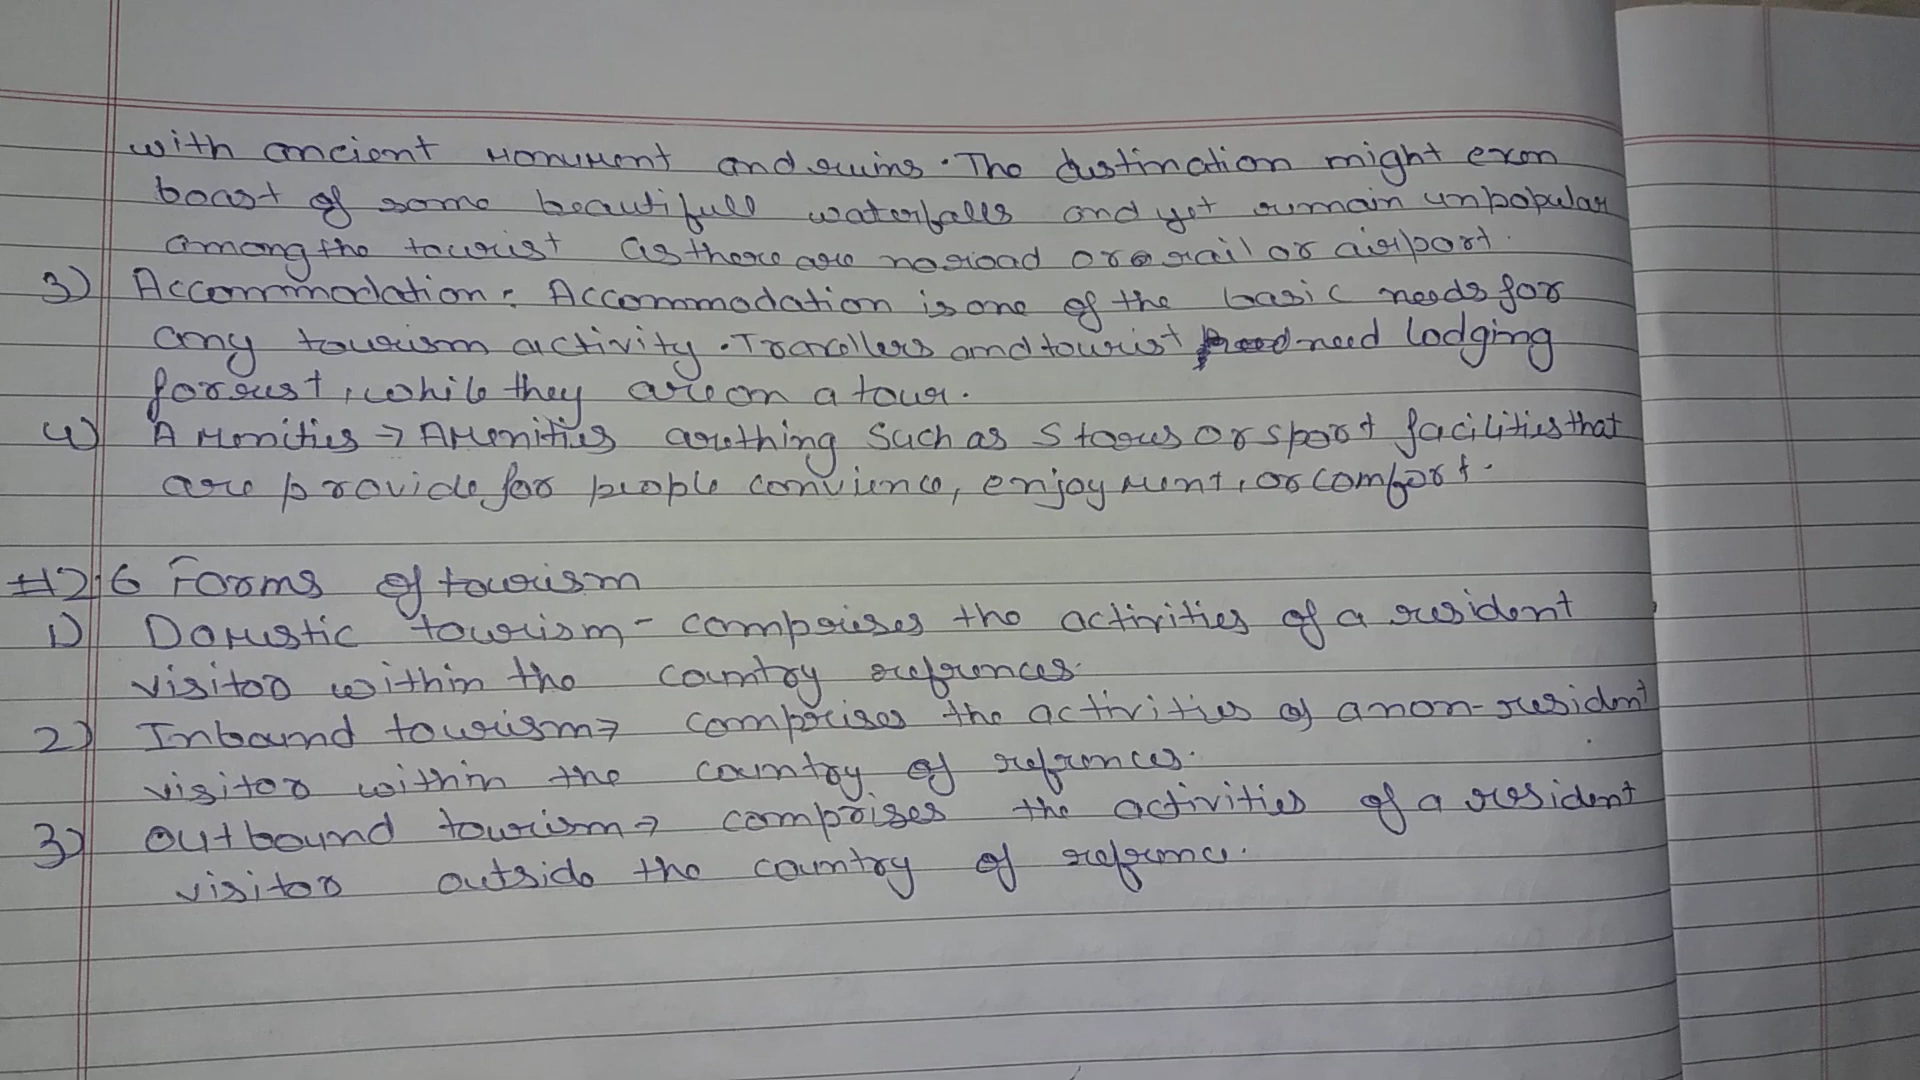 with ancient monument and ruins. The destination might even
boast of some beautifull waterfalls and yet remain unpopular
among the tourist as there are no road or rail or airport.
3) Accommodation: Accommodation is one of the basic needs for
any tourism activity. Travellers and tourist need lodging
for rest, while they are on a tour.
4) Amenities → Amenities are thing such as stores or sport facilities that
are provide for people convience, enjoyment, or comfort.
#2.6 Forms of tourism
1) Domestic tourism - comprises the activities of a resident
visitor within the country references.
2) Inbound tourism → comprises the activities of a non-resident
visitor within the country of references.
3) Outbound tourism → comprises the activities of a resident
visitor outside the country of reference.